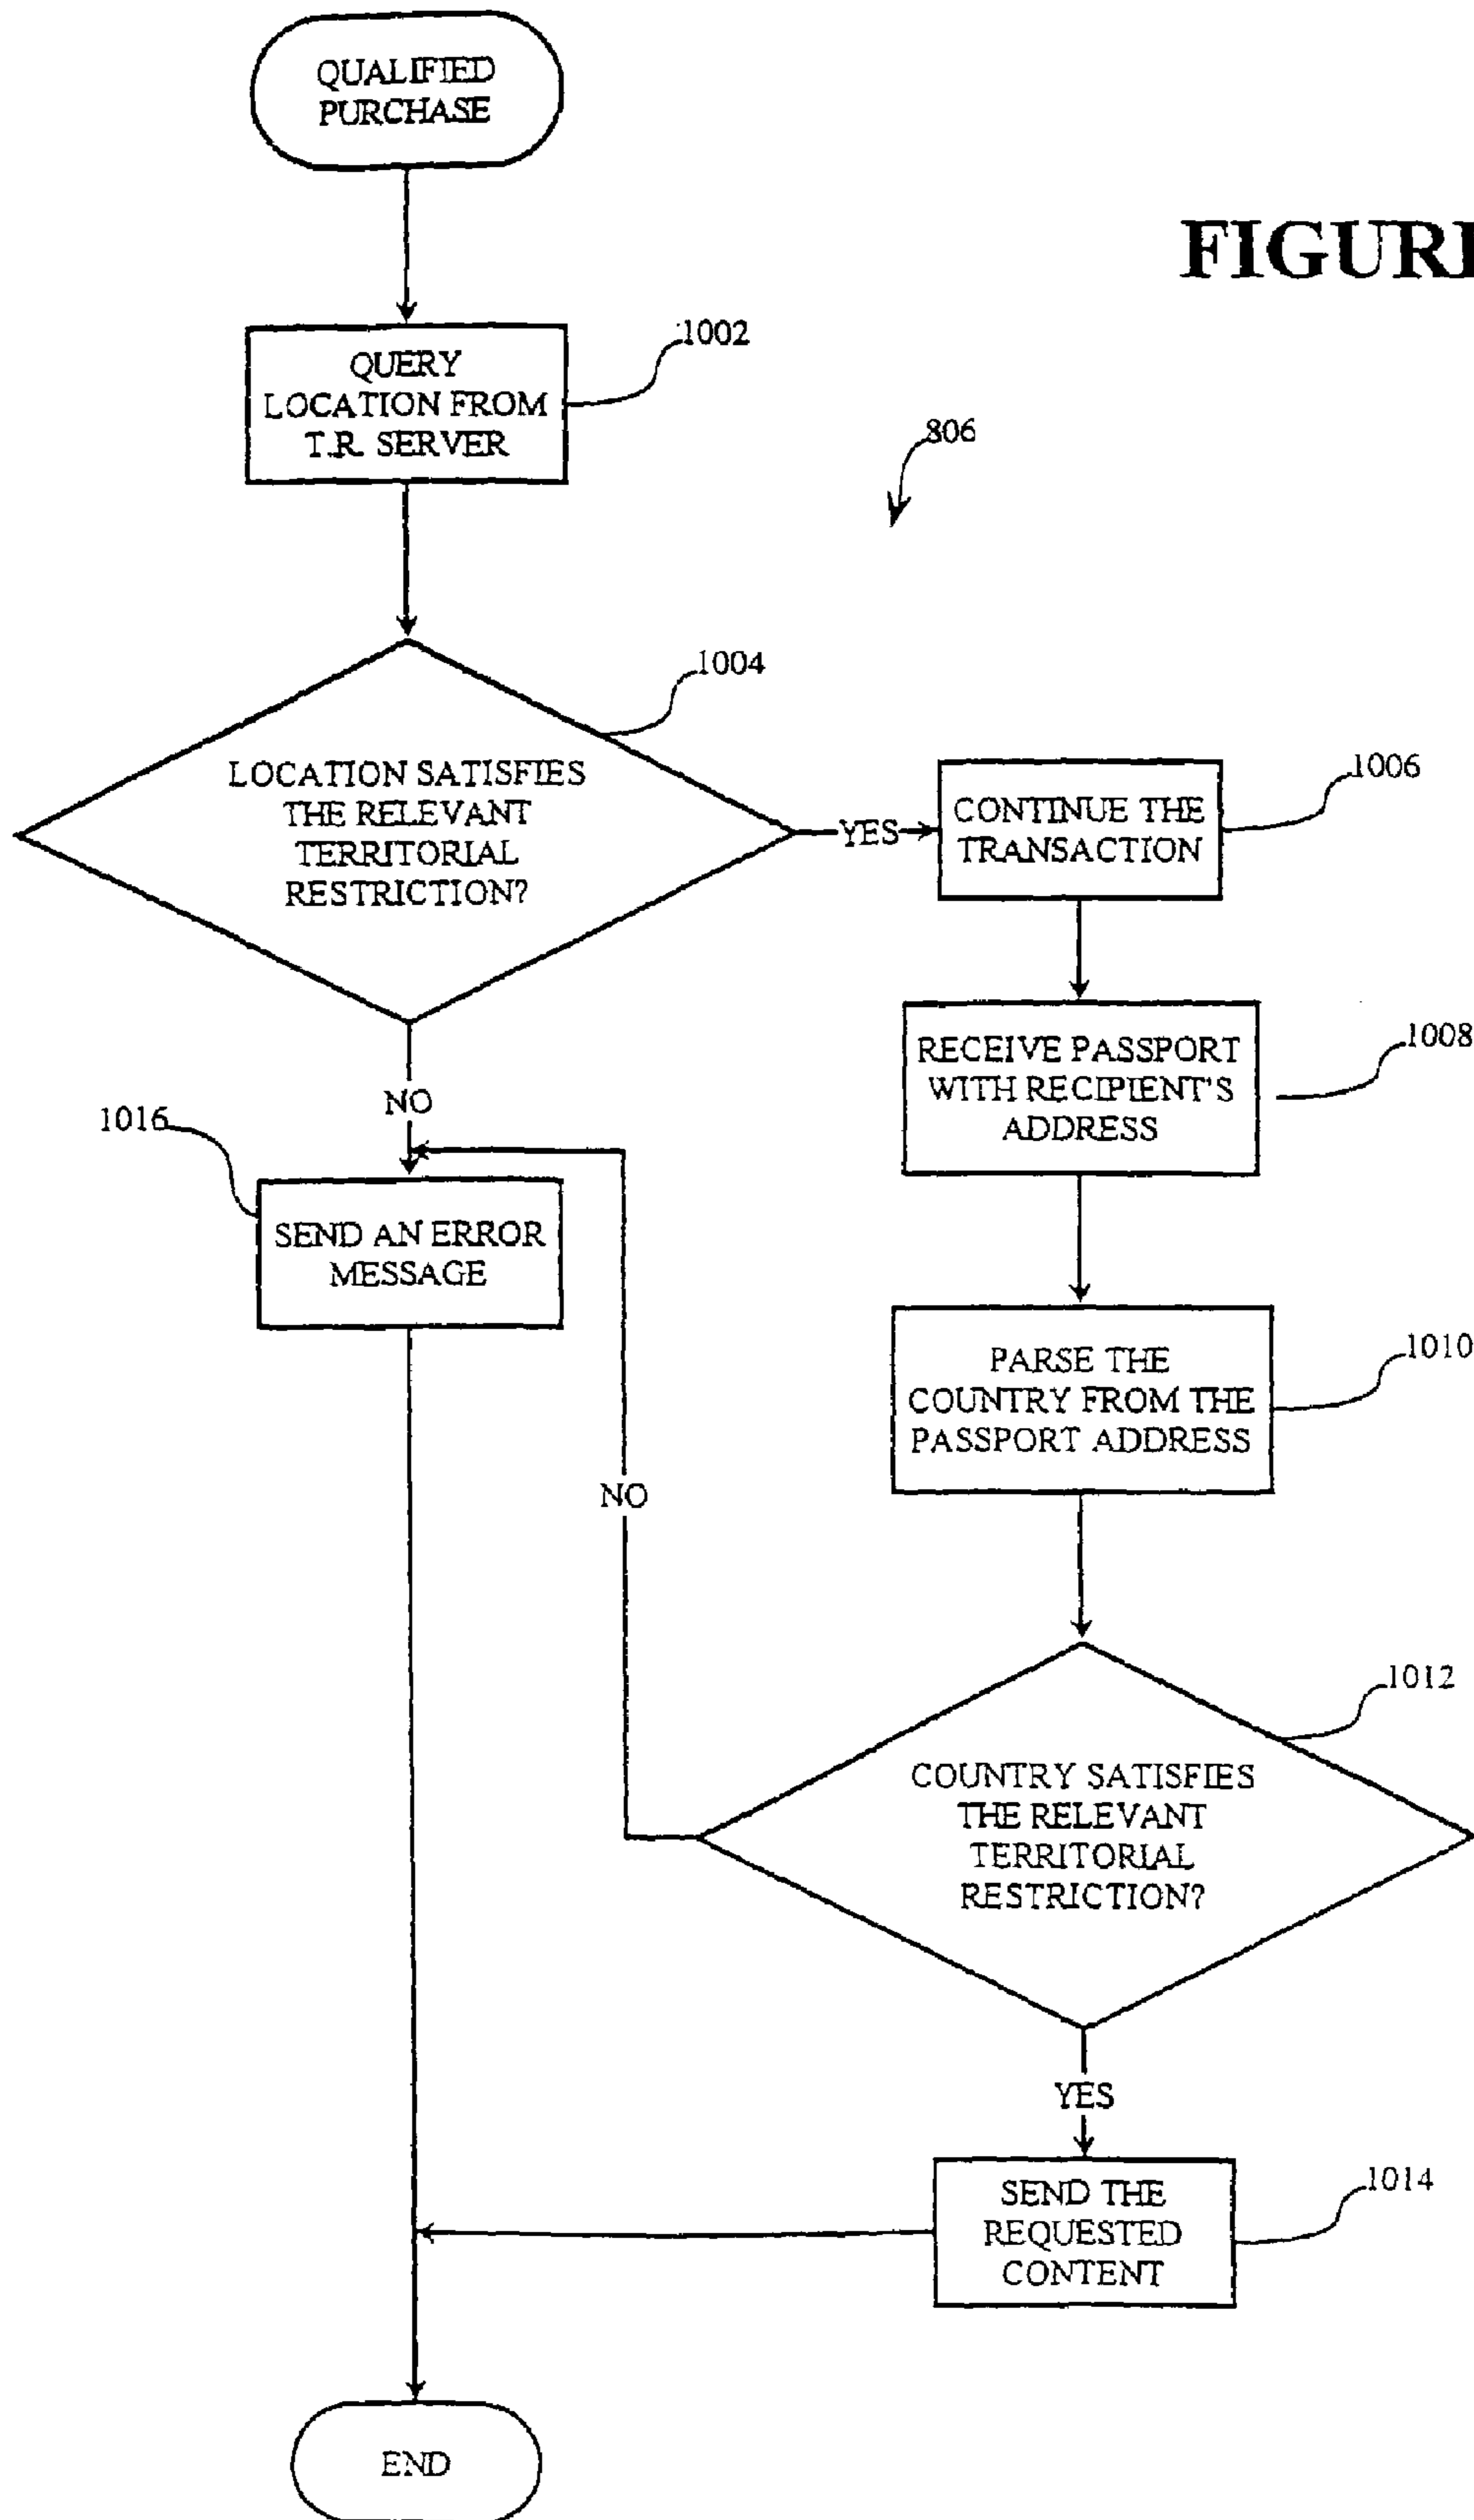 QUALIFIED
PURCHASE
FIGURE
1002
QUERY
LOCATION FROM
T.R. SERVER
806
1004
LOCATION SATISFIES
THE RELEVANT
TERRITORIAL
RESTRICTION?
YES
1006
CONTINUE THE
TRANSACTION
1008
RECEIVE PASSPORT
WITH RECIPIENT'S
ADDRESS
NO
1016
SEND AN ERROR
MESSAGE
1010
PARSE THE
COUNTRY FROM THE
PASSPORT ADDRESS
NO
1012
COUNTRY SATISFIES
THE RELEVANT
TERRITORIAL
RESTRICTION?
YES
1014
SEND THE
REQUESTED
CONTENT
END